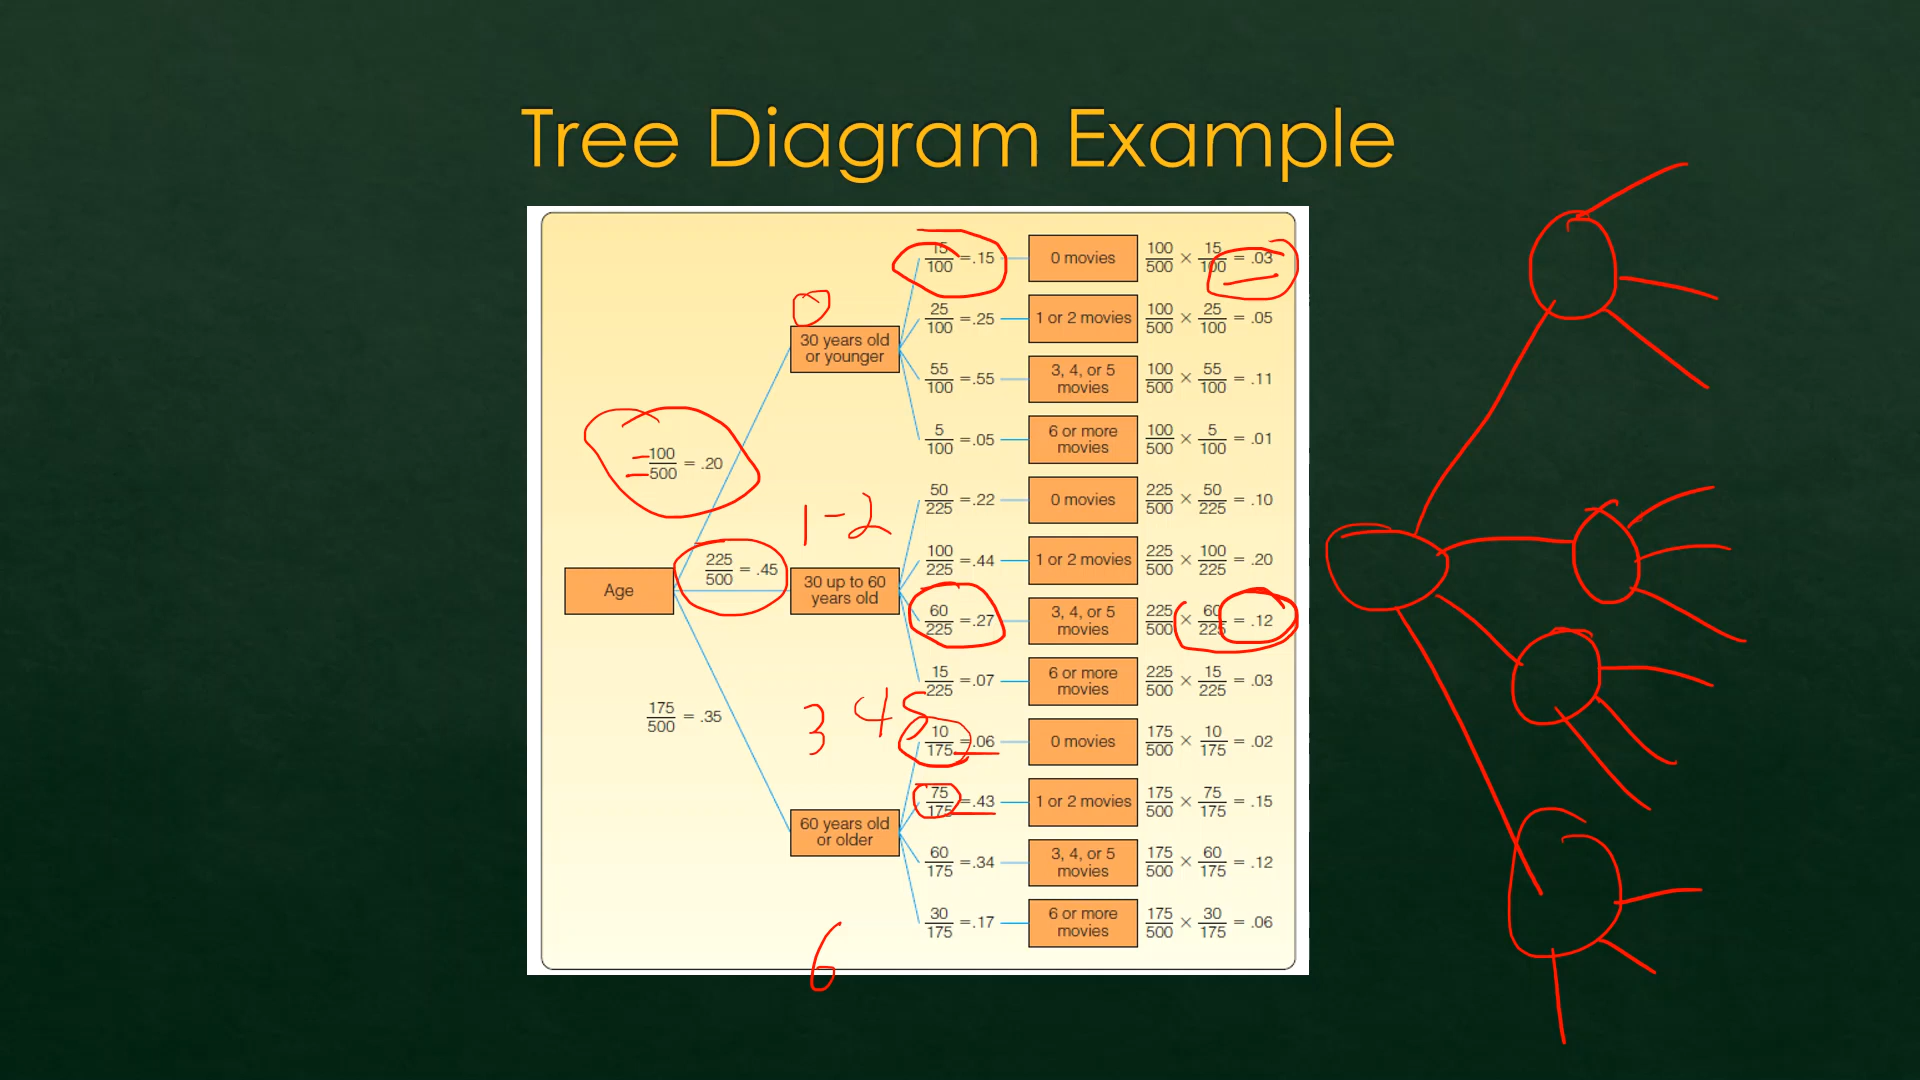 Tree Diagram Example
15/100 = .15 0 movies 100/500 × 15/100 = .03
0
25/100 = .25 1 or 2 movies 100/500 × 25/100 = .05
30 years old
or younger
55/100 = .55 3, 4, or 5
movies 100/500 × 55/100 = .11
5/100 = .05 6 or more
movies 100/500 × 5/100 = .01
100/500 = .20
50/225 = .22 0 movies 225/500 × 50/225 = .10
1-2
225/500 = .45
100/225 = .44 1 or 2 movies 225/500 × 100/225 = .20
Age
30 up to 60
years old
60/225 = .27 3, 4, or 5
movies 225/500 × 60/225 = .12
15/225 = .07 6 or more
movies 225/500 × 15/225 = .03
175/500 = .35
3 4 5
10/175 = .06 0 movies 175/500 × 10/175 = .02
75/175 = .43 1 or 2 movies 175/500 × 75/175 = .15
60 years old
or older
60/175 = .34 3, 4, or 5
movies 175/500 × 60/175 = .12
30/175 = .17 6 or more
movies 175/500 × 30/175 = .06
6